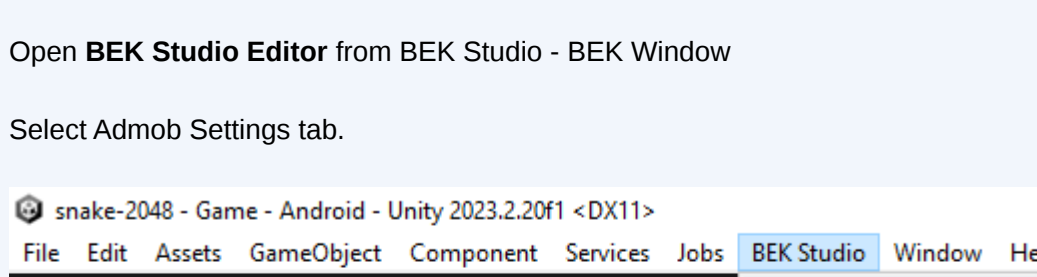 Open BEK Studio Editor from BEK Studio - BEK Window
Select Admob Settings tab.
snake-2048 - Game - Android - Unity 2023.2.20f1 <DX11>
File Edit Assets GameObject Component Services Jobs BEK Studio Window He